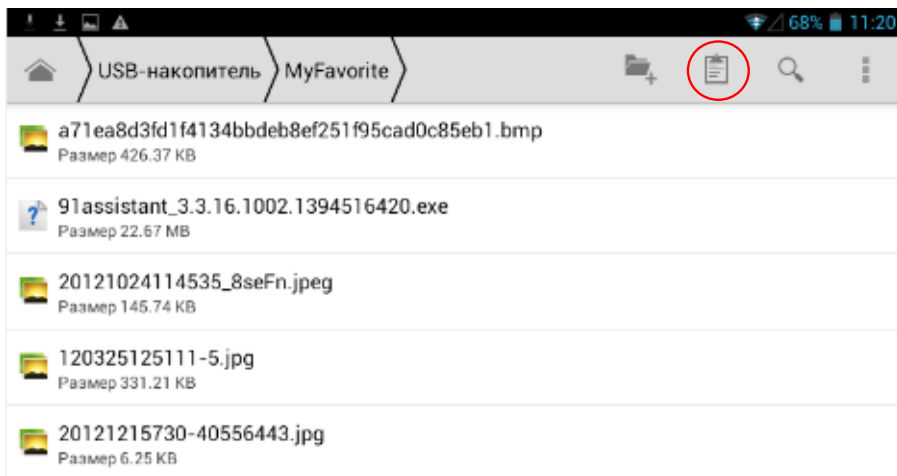 68% 11:20
USB-накопитель MyFavorite
a71ea8d3fd1f4134bbdeb8ef251f95cad0c85eb1.bmp
Размер 426.37 KB
91assistant_3.3.16.1002.1394516420.exe
Размер 22.67 MB
20121024114535_8seFn.jpeg
Размер 145.74 KB
120325125111-5.jpg
Размер 331.21 KB
20121215730-40556443.jpg
Размер 6.25 KB